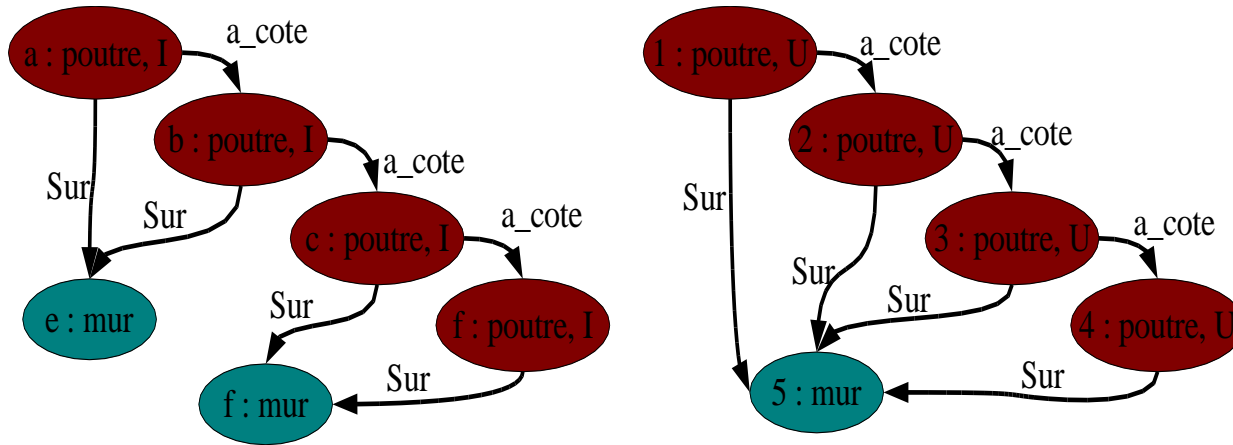 a : poutre, I
a_cote
b : poutre, I
a_cote
Sur
Sur
c : poutre, I
a_cote
e : mur
Sur
f : poutre, I
Sur
f : mur
1 : poutre, U
a_cote
2 : poutre, U
a_cote
Sur
3 : poutre, U
a_cote
Sur
Sur
4 : poutre, U
Sur
5 : mur